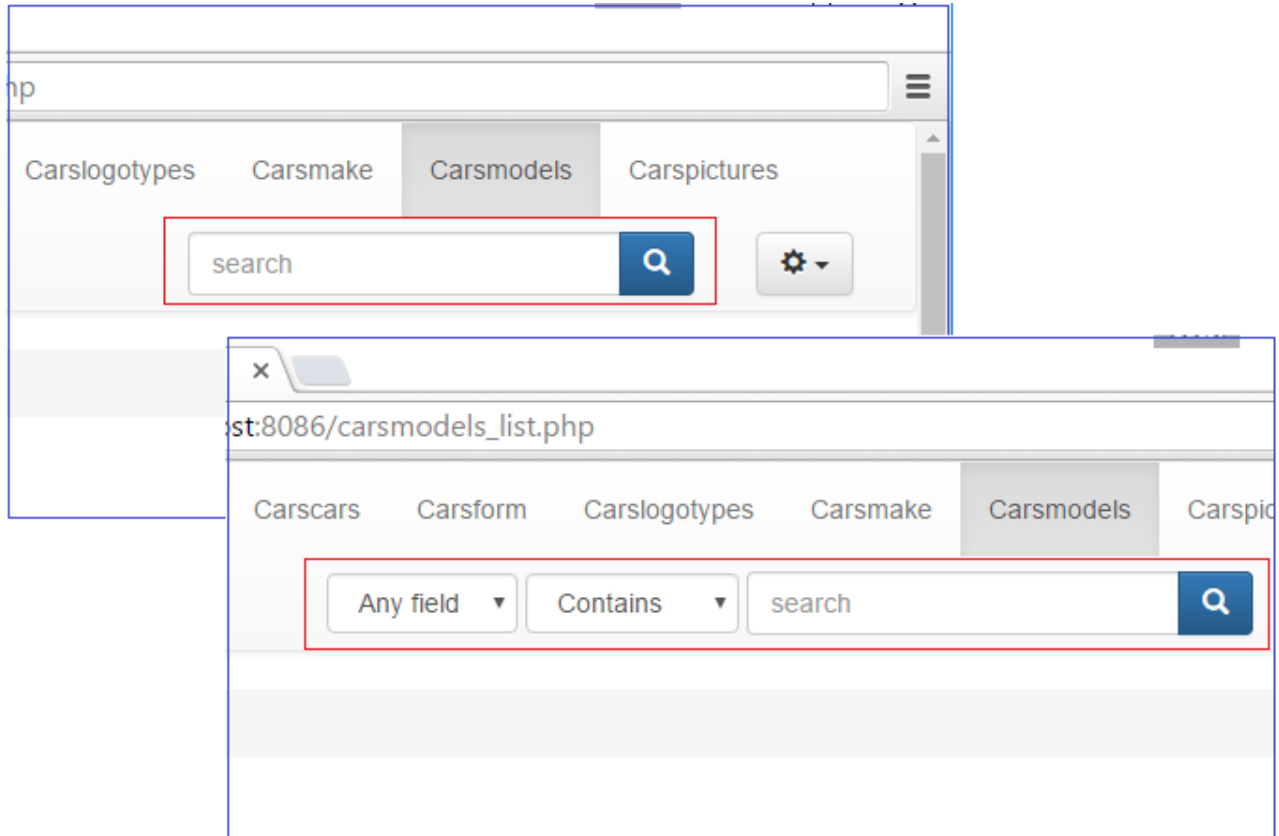 np
Carslogotypes Carsmake Carsmodels Carspictures
search
st:8086/carsmodels_list.php
Carscars Carsform Carslogotypes Carsmake Carsmodels Carspic
Any field Contains search